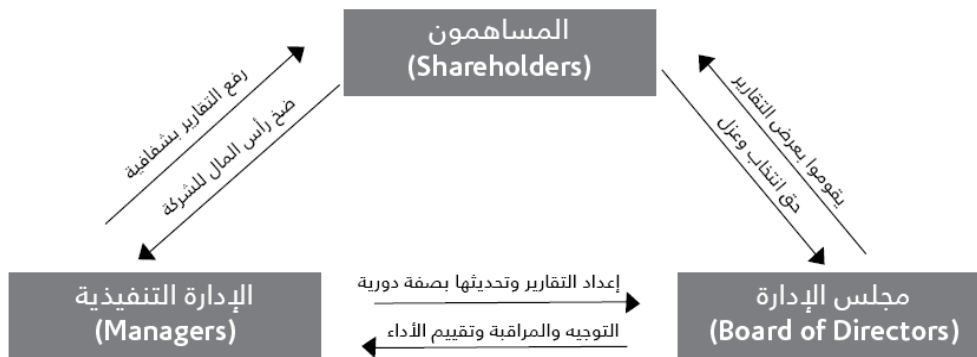 المساهمون
(Shareholders)
رفع التقارير بشفافية
ضخ رأس المال للشركة
يقوموا بعرض التقارير
حق انتخاب وعزل
إعداد التقارير وتحديثها بصفة دورية
التوجيه والمراقبة وتقييم الأداء
مجلس الإدارة
(Board of Directors)
الإدارة التنفيذية
(Managers)